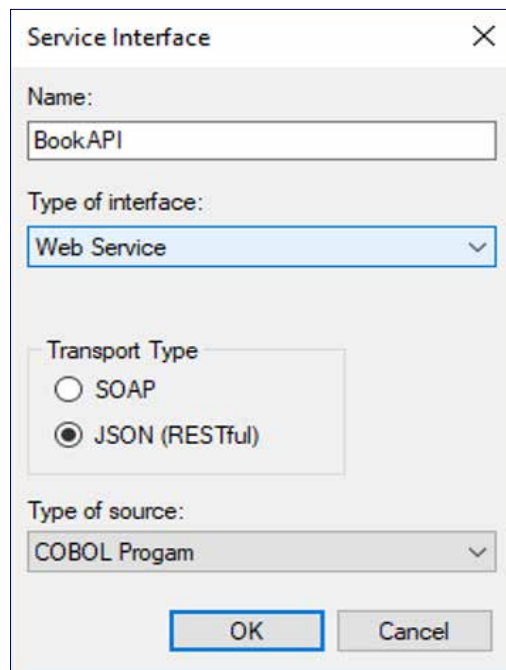 Service Interface
Name:
BookAPI
Type of interface:
Web Service
Transport Type
SOAP
JSON (RESTful)
Type of source:
COBOL Progam
OK Cancel